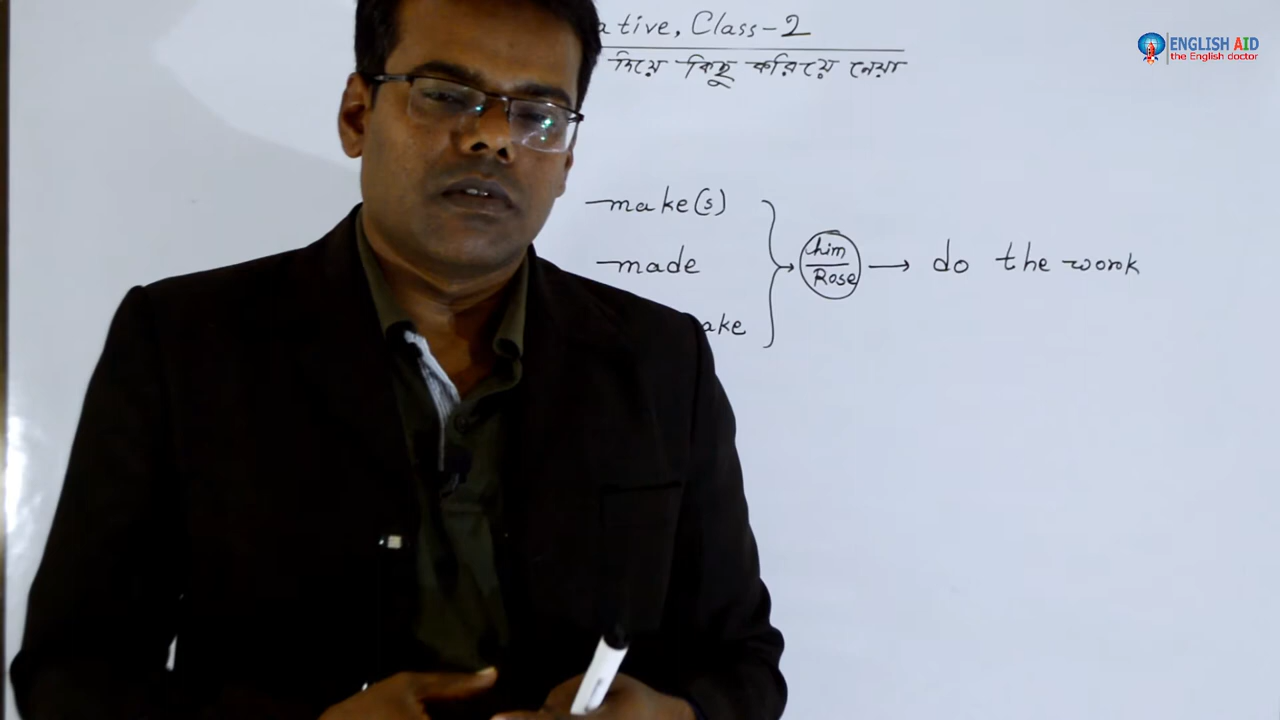 ative, Class-2
ENGLISH AID
the English doctor
দিয়ে কিছু করিয়ে নেয়া
make(s)
made
ake
him
Rose
do the work